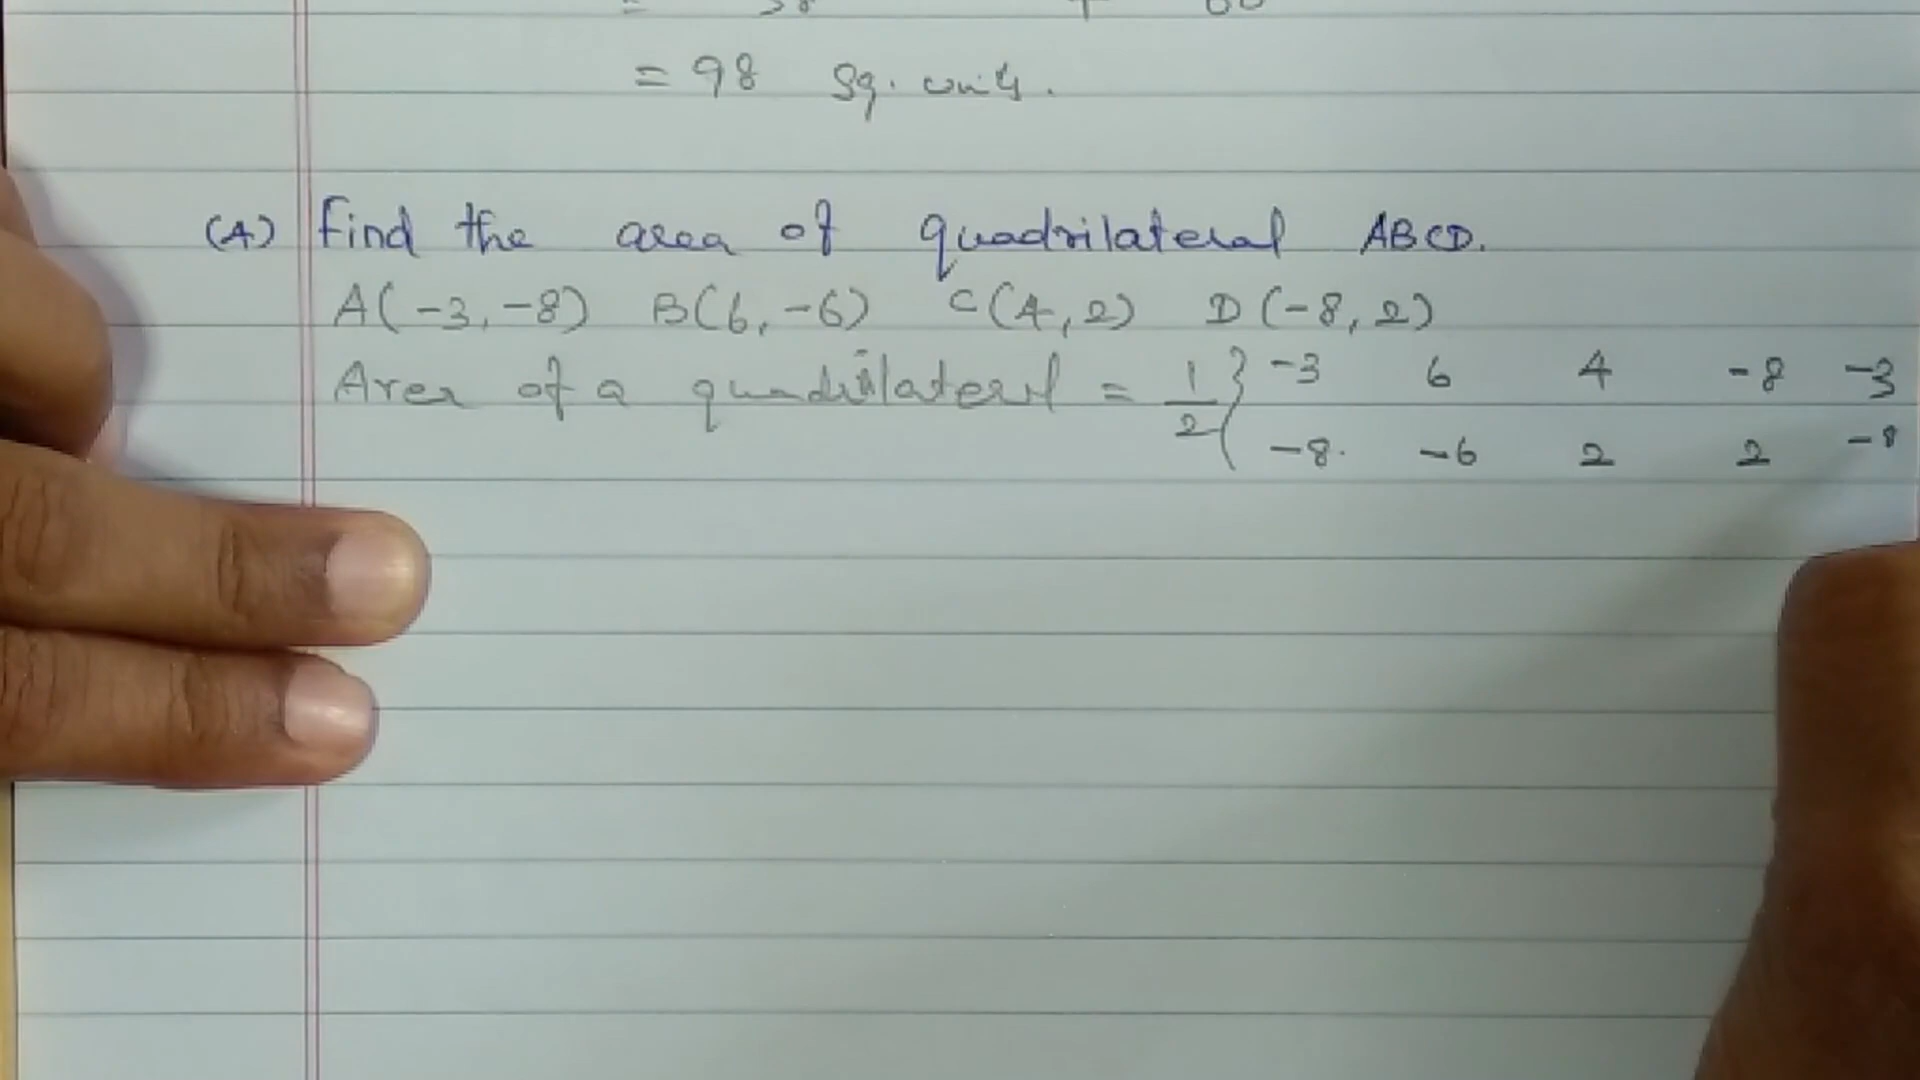 = 98 sq. units.
(4) Find the area of quadrilateral ABCD.
A(-3,-8) B(6,-6) C(4,2) D(-8,2)
Area of a quadrilateral = 1/2 { -3 6 4 -8 -3
-8 -6 2 2 -8